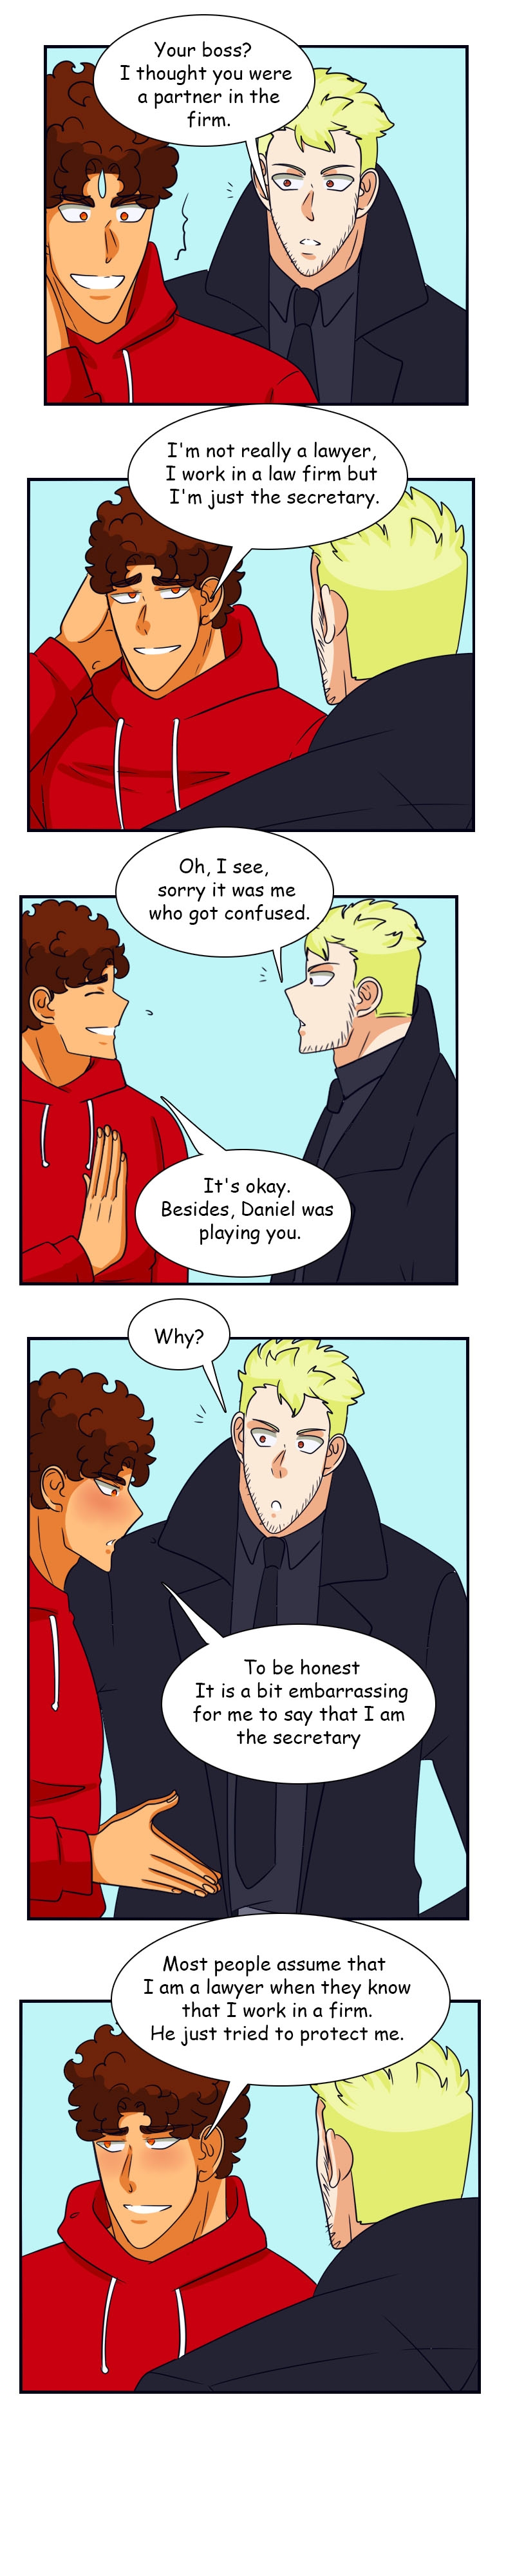 Your boss?
I thought you were
a partner in the
firm.
I'm not really a lawyer,
I work in a law firm but
I'm just the secretary.
Oh, I see,
sorry it was me
who got confused.
It's okay.
Besides, Daniel was
playing you.
Why?
To be honest
It is a bit embarrassing
for me to say that I am
the secretary
Most people assume that
I am a lawyer when they know
that I work in a firm.
He just tried to protect me.